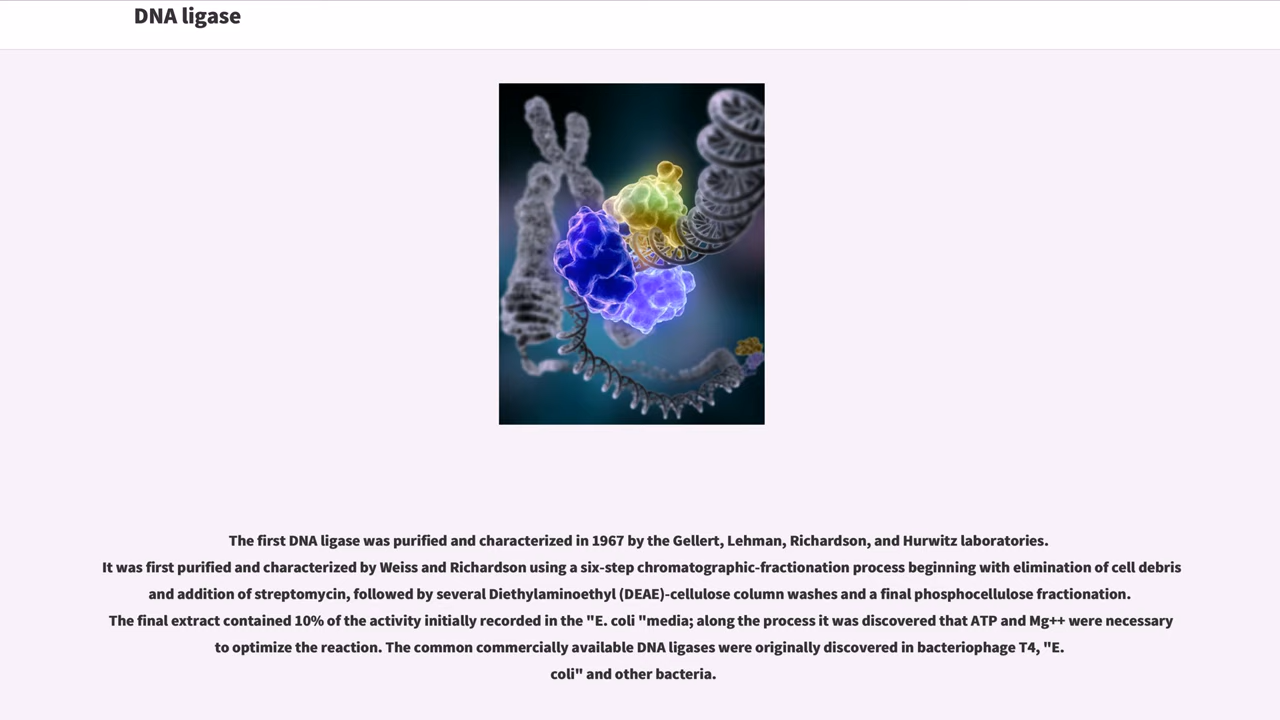 DNA ligase
The first DNA ligase was purified and characterized in 1967 by the Gellert, Lehman, Richardson, and Hurwitz laboratories.
It was first purified and characterized by Weiss and Richardson using a six-step chromatographic-fractionation process beginning with elimination of cell debris
and addition of streptomycin, followed by several Diethylaminoethyl (DEAE)-cellulose column washes and a final phosphocellulose fractionation.
The final extract contained 10% of the activity initially recorded in the "E. coli "media; along the process it was discovered that ATP and Mg++ were necessary
to optimize the reaction. The common commercially available DNA ligases were originally discovered in bacteriophage T4, "E.
coli" and other bacteria.